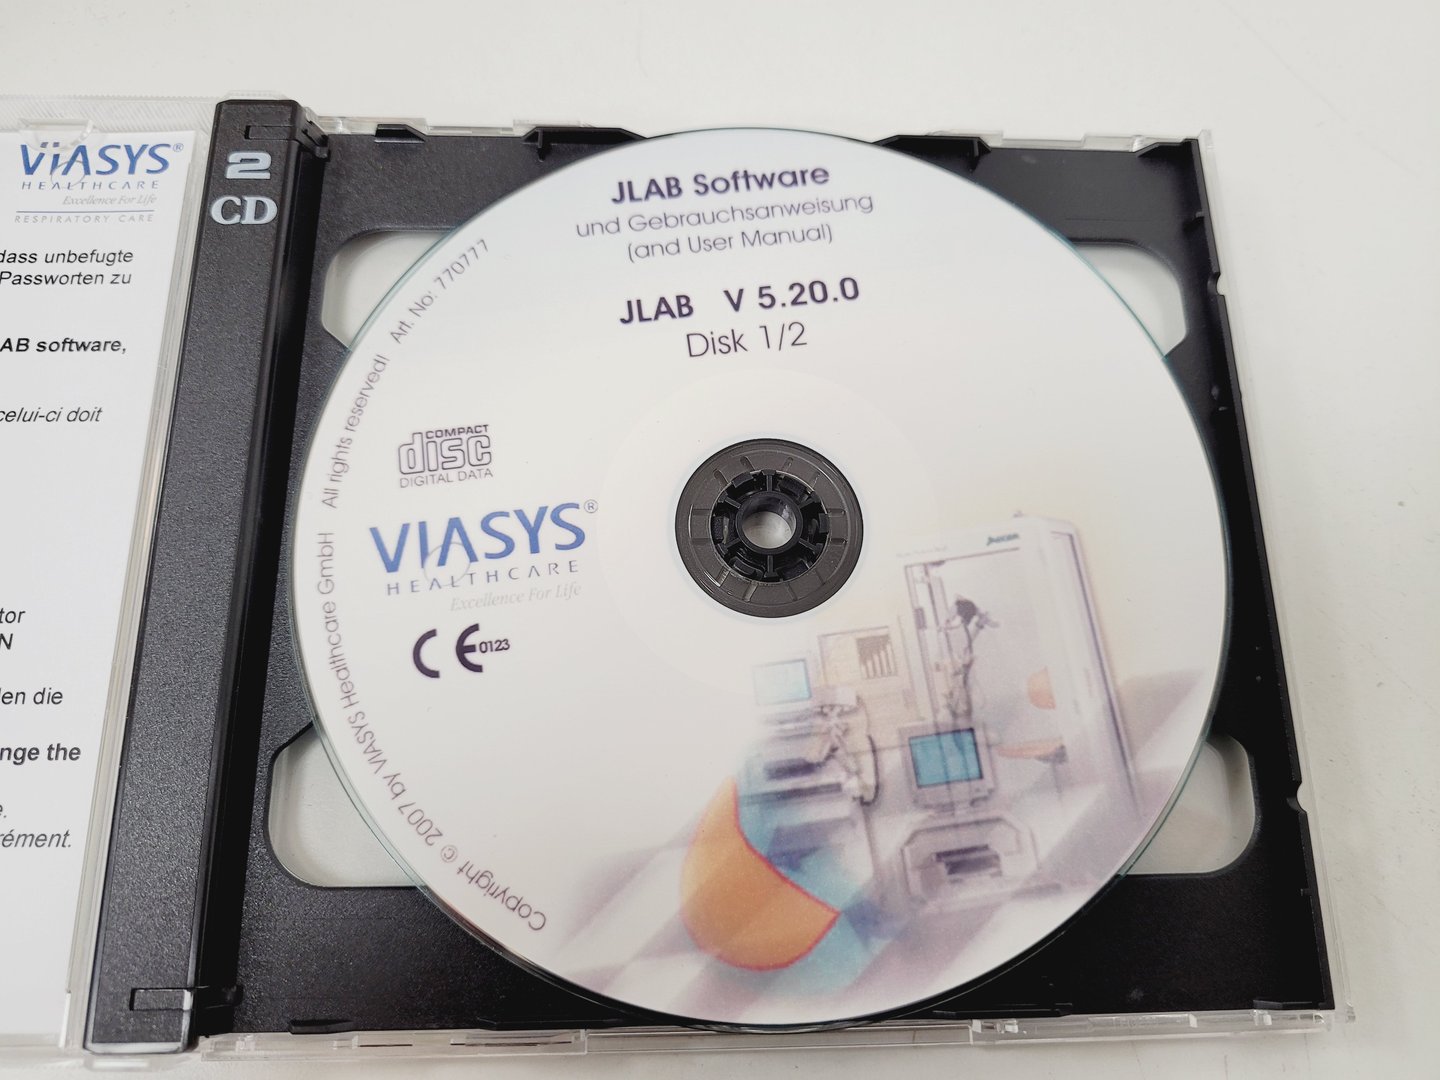 VIASYS®
HEALTHCARE
Excellence For Life
RESPIRATORY CARE
dass unbefugte
Passworten zu
AB software,
celui-ci doit
tor
N
len die
nge the
e.
rément.
2
CD
JLAB Software
und Gebrauchsanweisung
(and User Manual)
JLAB V 5.20.0
Disk 1/2
COMPACT
disc
DIGITAL DATA
VIASYS®
HEALTHCARE
Excellence For Life
CE 0123
Copyright © 2007 by VIASYS Healthcare GmbH All rights reserved! Art. No: 770777